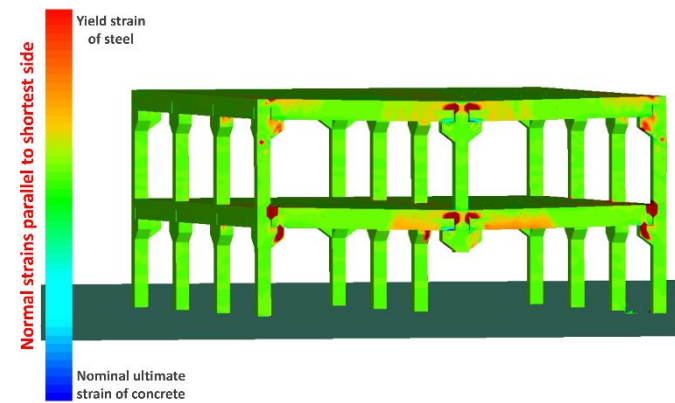 Normal strains parallel to shortest side
Yield strain
of steel
Nominal ultimate
strain of concrete